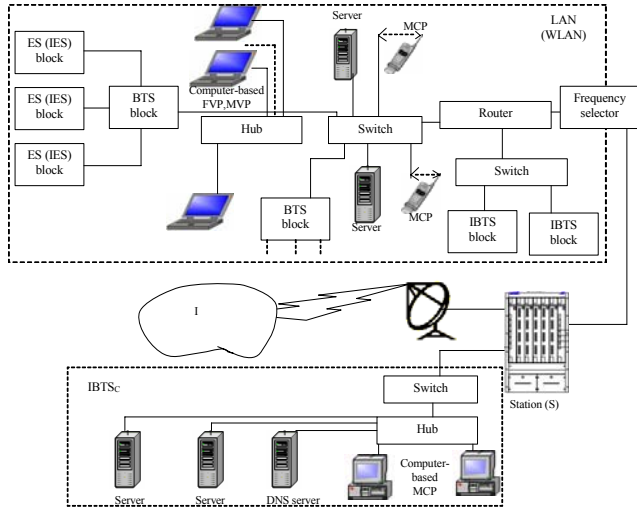 LAN
(WLAN)
Server
MCP
ES (IES)
block
ES (IES)
block
ES (IES)
block
BTS
block
Computer-based
FVP,MVP
Hub
Switch
Router
Frequency
selector
Switch
BTS
block
Server
MCP
IBTS
block
IBTS
block
I
Station (S)
IBTSC
Switch
Hub
Server
Server
DNS server
Computer-
based
MCP